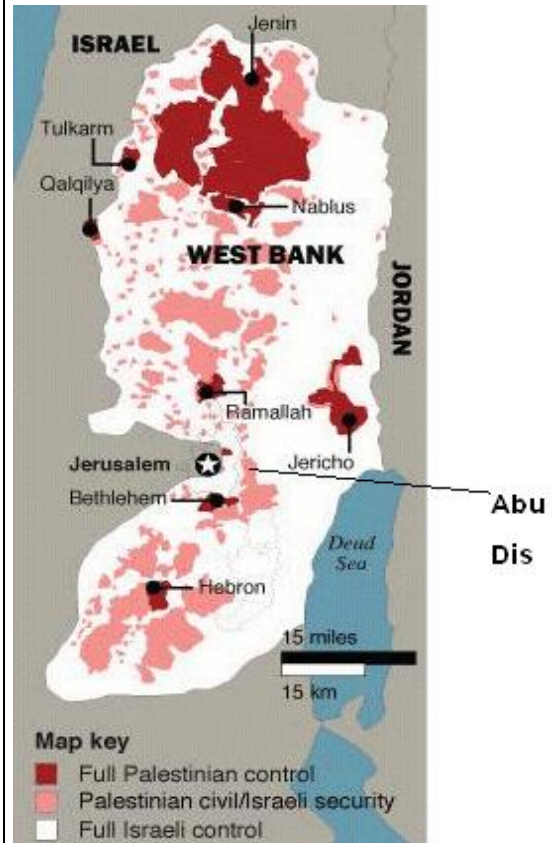 Jenin
ISRAEL
Tulkarm
Qalqilya
Nablus
WEST BANK
JORDAN
Ramallah
Jerusalem
Jericho
Bethlehem
Abu
Dis
Dead
Sea
Hebron
15 miles
15 km
Map key
Full Palestinian control
Palestinian civil/Israeli security
Full Israeli control